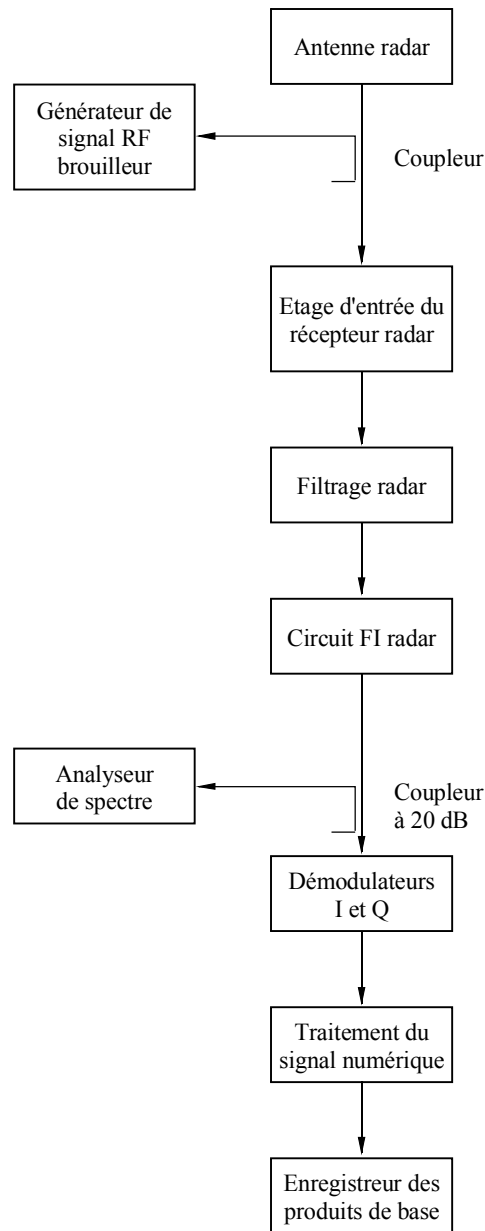 Antenne radar
Générateur de
signal RF
brouilleur
Coupleur
Etage d'entrée du
récepteur radar
Filtrage radar
Circuit FI radar
Analyseur
de spectre
Coupleur
à 20 dB
Démodulateurs
I et Q
Traitement du
signal numérique
Enregistreur des
produits de base